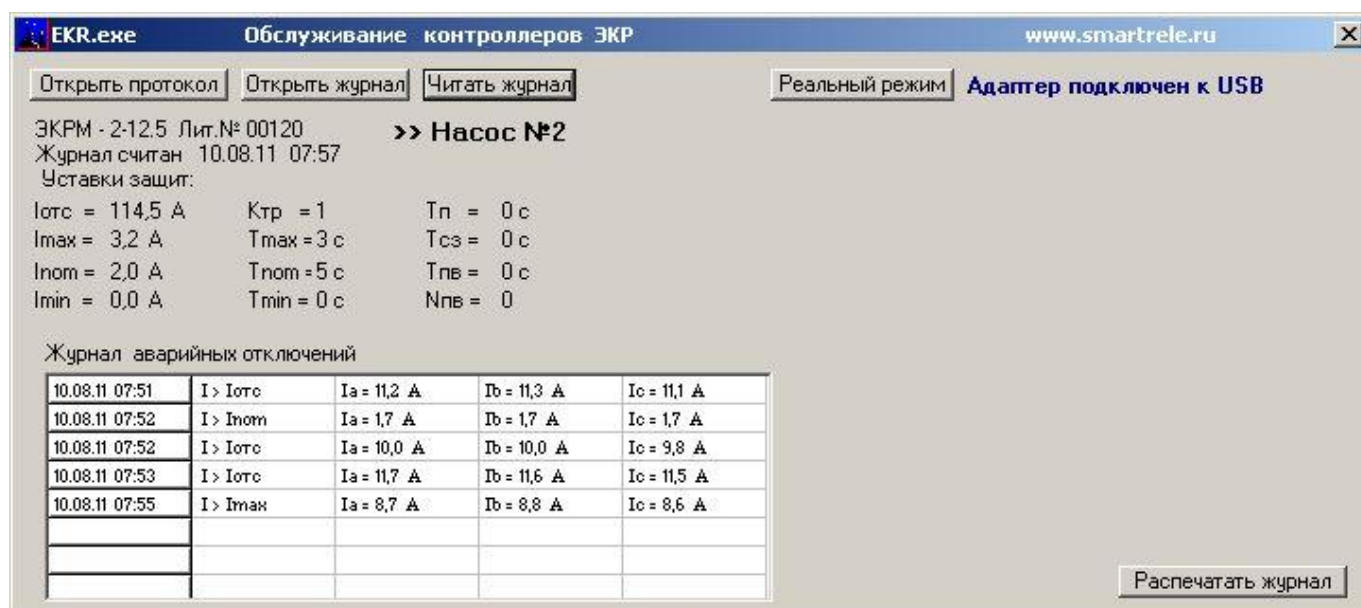 EKR.exe Обслуживание контроллеров ЭКР www.smartrele.ru
Открыть протокол Открыть журнал Читать журнал Реальный режим Адаптер подключен к USB
ЭКРМ - 2-12.5 Лит.№ 00120 >> Насос №2
Журнал считан 10.08.11 07:57
Уставки защит:
Iотс = 114,5 А Ктр = 1 Тп = 0 с
Imax = 3,2 А Tmax = 3 с Тсз = 0 с
Inom = 2,0 А Tnom = 5 с Тпв = 0 с
Imin = 0,0 А Tmin = 0 с Nпв = 0
Журнал аварийных отключений
10.08.11 07:51 I > Iотс Ia = 11,2 А Ib = 11,3 А Ic = 11,1 А
10.08.11 07:52 I > Inom Ia = 1,7 А Ib = 1,7 А Ic = 1,7 А
10.08.11 07:52 I > Iотс Ia = 10,0 А Ib = 10,0 А Ic = 9,8 А
10.08.11 07:53 I > Iотс Ia = 11,7 А Ib = 11,6 А Ic = 11,5 А
10.08.11 07:55 I > Imax Ia = 8,7 А Ib = 8,8 А Ic = 8,6 А
Распечатать журнал